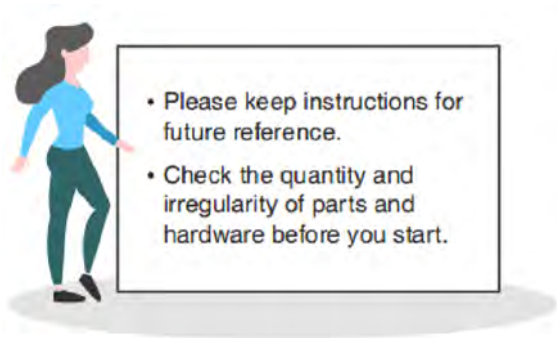 • Please keep instructions for
future reference.
• Check the quantity and
irregularity of parts and
hardware before you start.